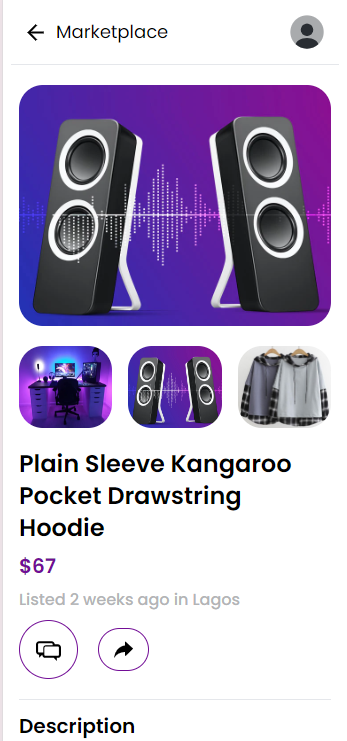 Marketplace
Plain Sleeve Kangaroo
Pocket Drawstring
Hoodie
$67
Listed 2 weeks ago in Lagos
Description